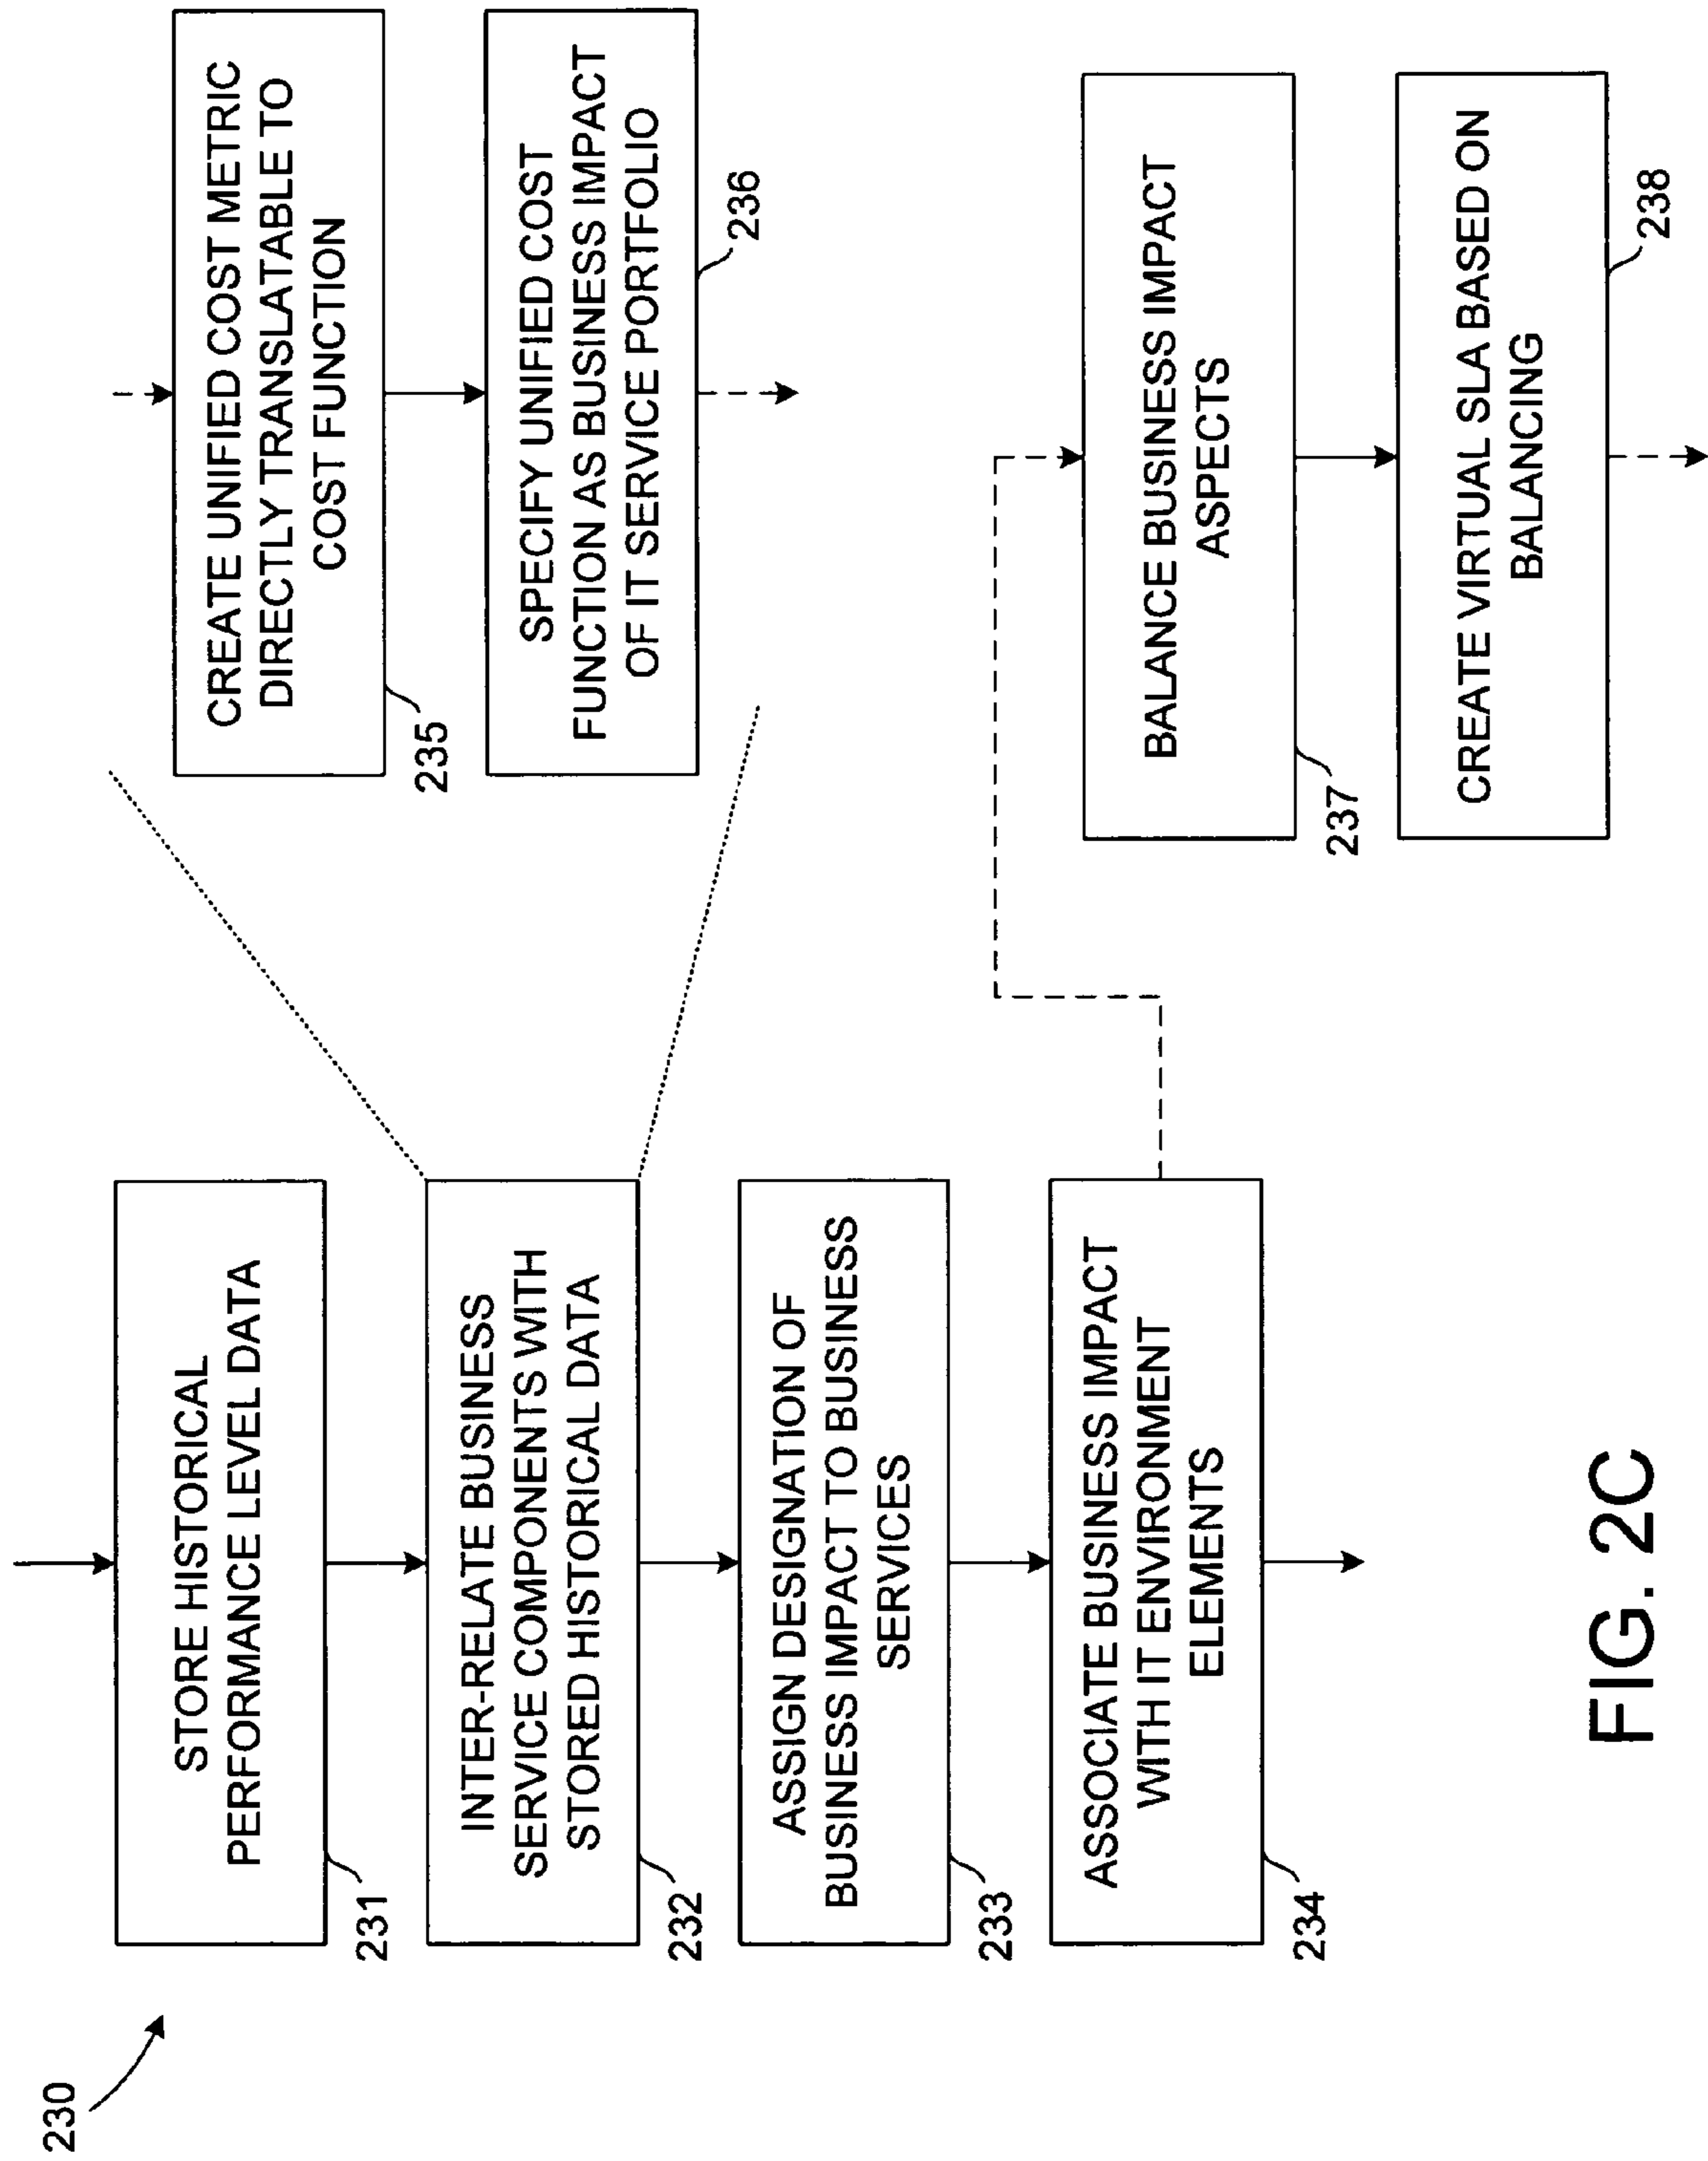 230
STORE HISTORICAL
PERFORMANCE LEVEL DATA
231
INTER-RELATE BUSINESS
SERVICE COMPONENTS WITH
STORED HISTORICAL DATA
232
ASSIGN DESIGNATION OF
BUSINESS IMPACT TO BUSINESS
SERVICES
233
ASSOCIATE BUSINESS IMPACT
WITH IT ENVIRONMENT
ELEMENTS
234
CREATE UNIFIED COST METRIC
DIRECTLY TRANSLATABLE TO
COST FUNCTION
235
SPECIFY UNIFIED COST
FUNCTION AS BUSINESS IMPACT
OF IT SERVICE PORTFOLIO
236
BALANCE BUSINESS IMPACT
ASPECTS
237
CREATE VIRTUAL SLA BASED ON
BALANCING
238
FIG. 2C